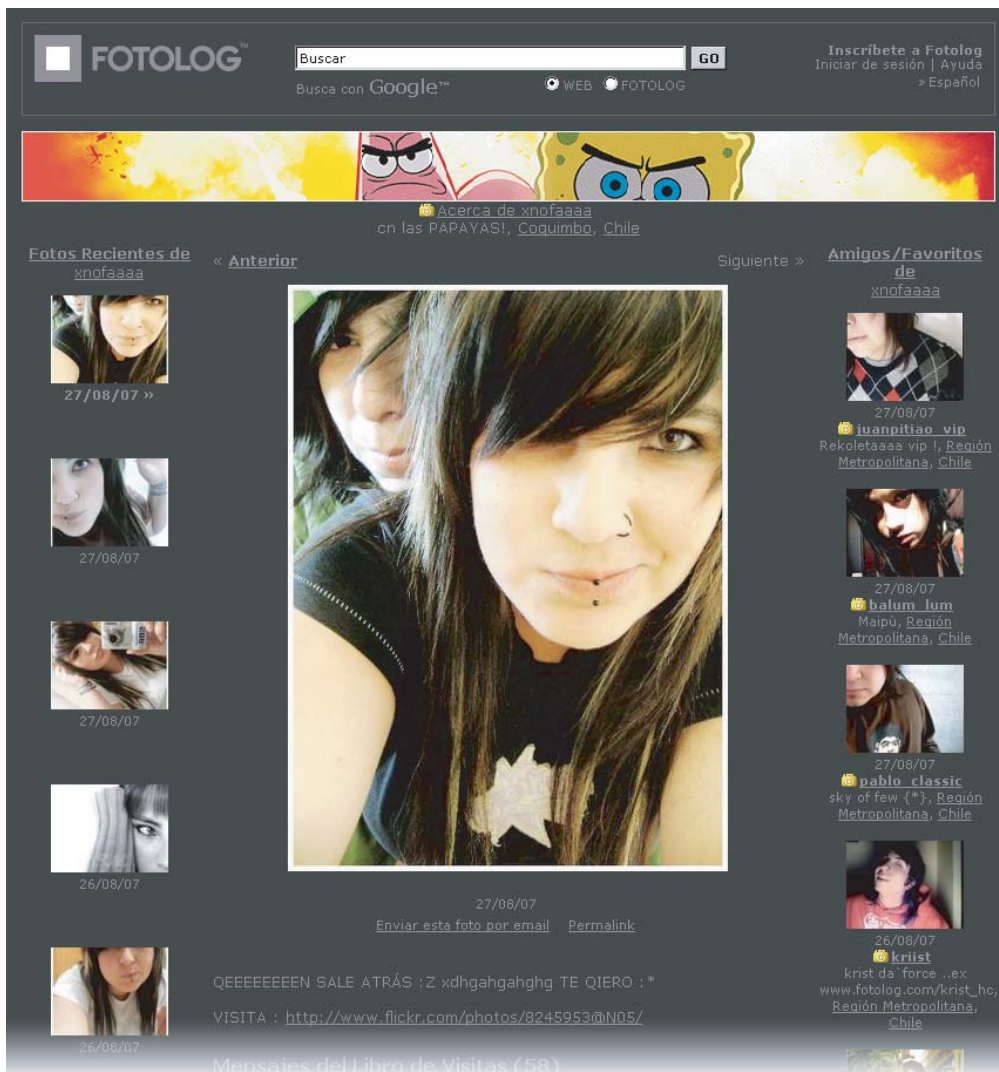 FOTOLOG™
Buscar
GO
Busca con Google™
WEB FOTOLOG
Inscríbete a Fotolog
Iniciar de sesión | Ayuda
» Español
Acerca de xnofaaaa
cn las PAPAYAS!, Coquimbo, Chile
Fotos Recientes de
xnofaaaa
27/08/07 »
27/08/07
27/08/07
26/08/07
26/08/07
« Anterior
Siguiente »
27/08/07
Enviar esta foto por email Permalink
QEEEEEEEEN SALE ATRÁS :Z xdhgahgahghg TE QIERO :*
VISITA : http://www.flickr.com/photos/8245953@N05/
Mensajes del Libro de Visitas (58)
Amigos/Favoritos
de
xnofaaaa
27/08/07
juanpitiao_vip
Rekoletaaaa vip !, Región
Metropolitana, Chile
27/08/07
balum_lum
Maipù, Región
Metropolitana, Chile
27/08/07
pablo_classic
sky of few {*}, Región
Metropolitana, Chile
26/08/07
kriist
krist da`force ..ex
www.fotolog.com/krist_hc,
Región Metropolitana,
Chile